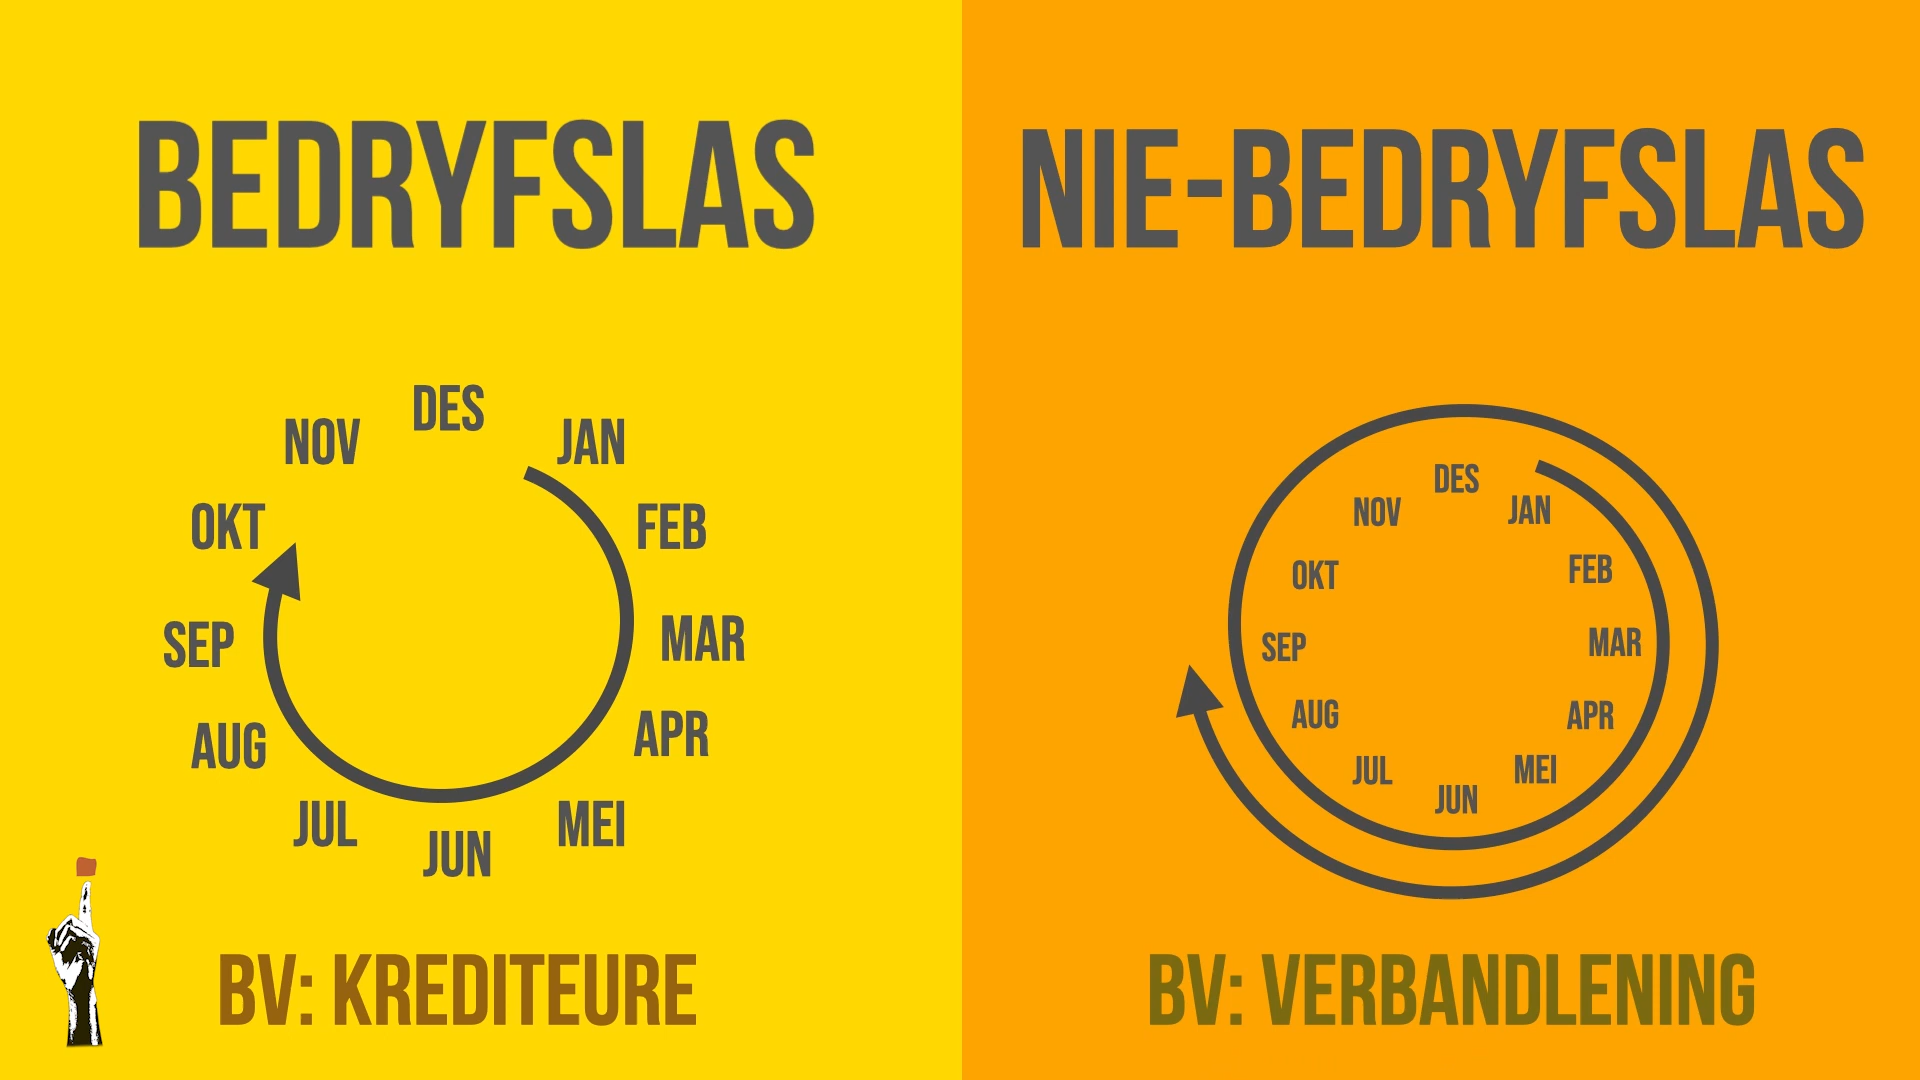 BEDRYFSLAS
DES
JAN
FEB
MAR
APR
MEI
JUN
JUL
AUG
SEP
OKT
NOV
BV: KREDITEURE
NIE-BEDRYFSLAS
DES
JAN
FEB
MAR
APR
MEI
JUN
JUL
AUG
SEP
OKT
NOV
BV: VERBANDLENING